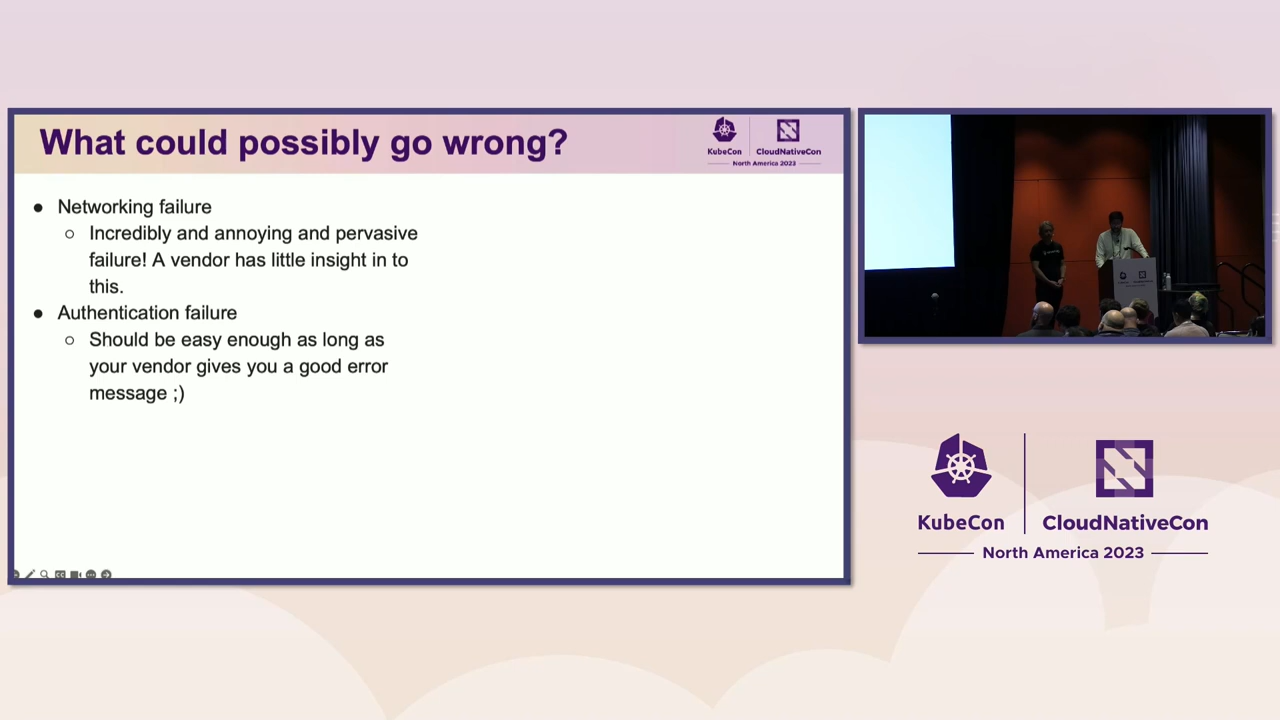 What could possibly go wrong?
KubeCon
CloudNativeCon
North America 2023
● Networking failure
○ Incredibly and annoying and pervasive
failure! A vendor has little insight in to
this.
● Authentication failure
○ Should be easy enough as long as
your vendor gives you a good error
message ;)
KubeCon
CloudNativeCon
North America 2023